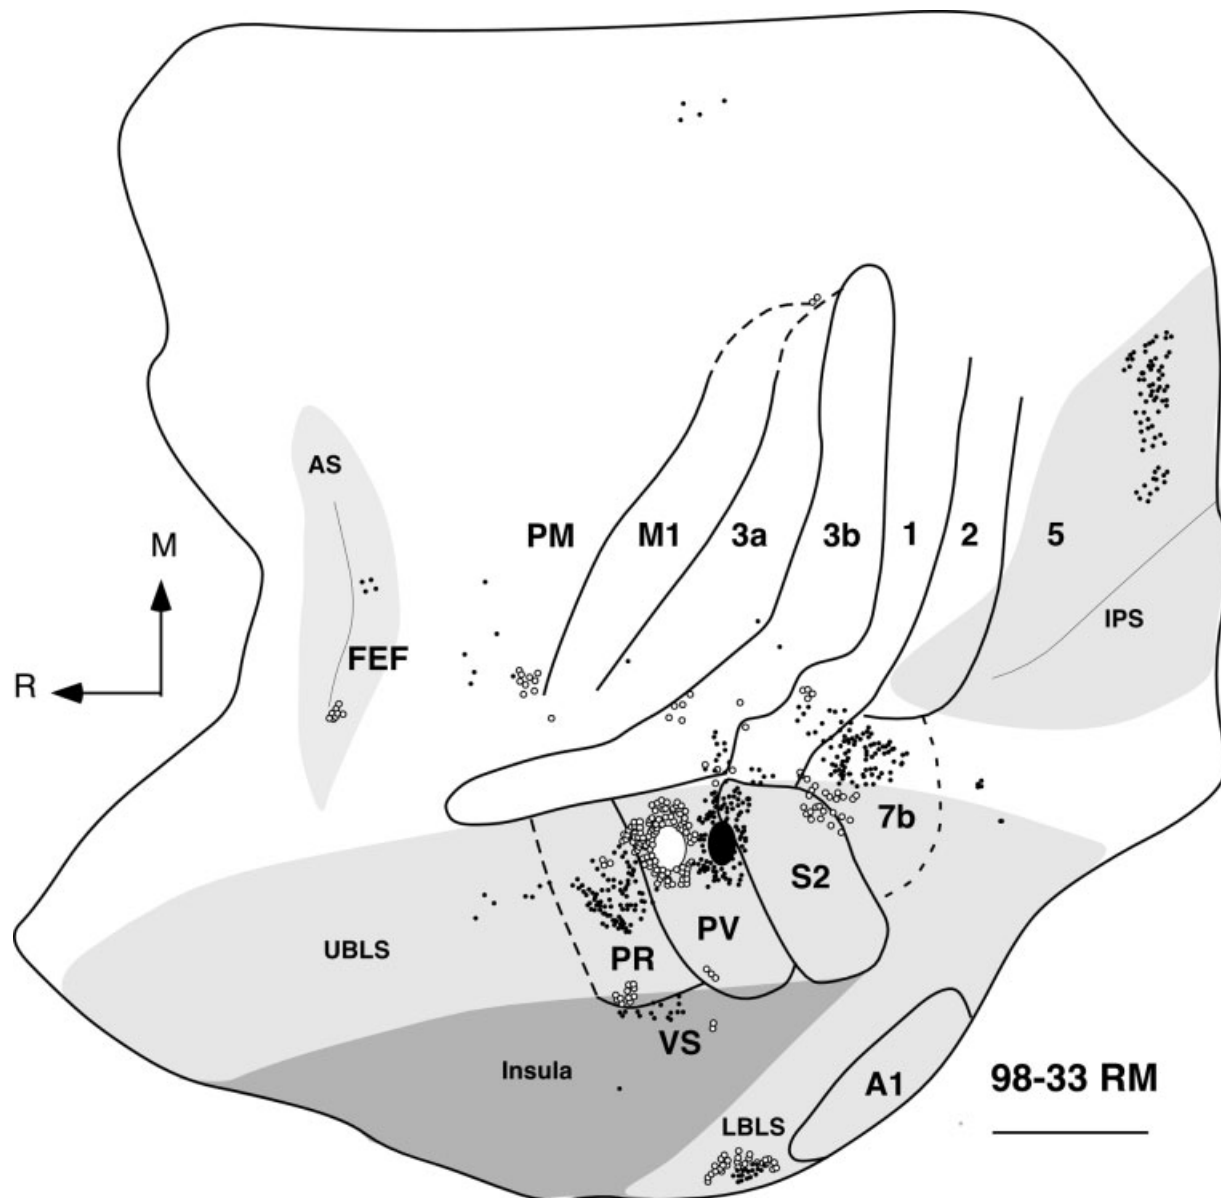 AS
M
PM M1 3a 3b 1 2 5
IPS
FEF
R
7b
S2
PV
UBLS
PR
VS
Insula
A1
98-33 RM
LBLS